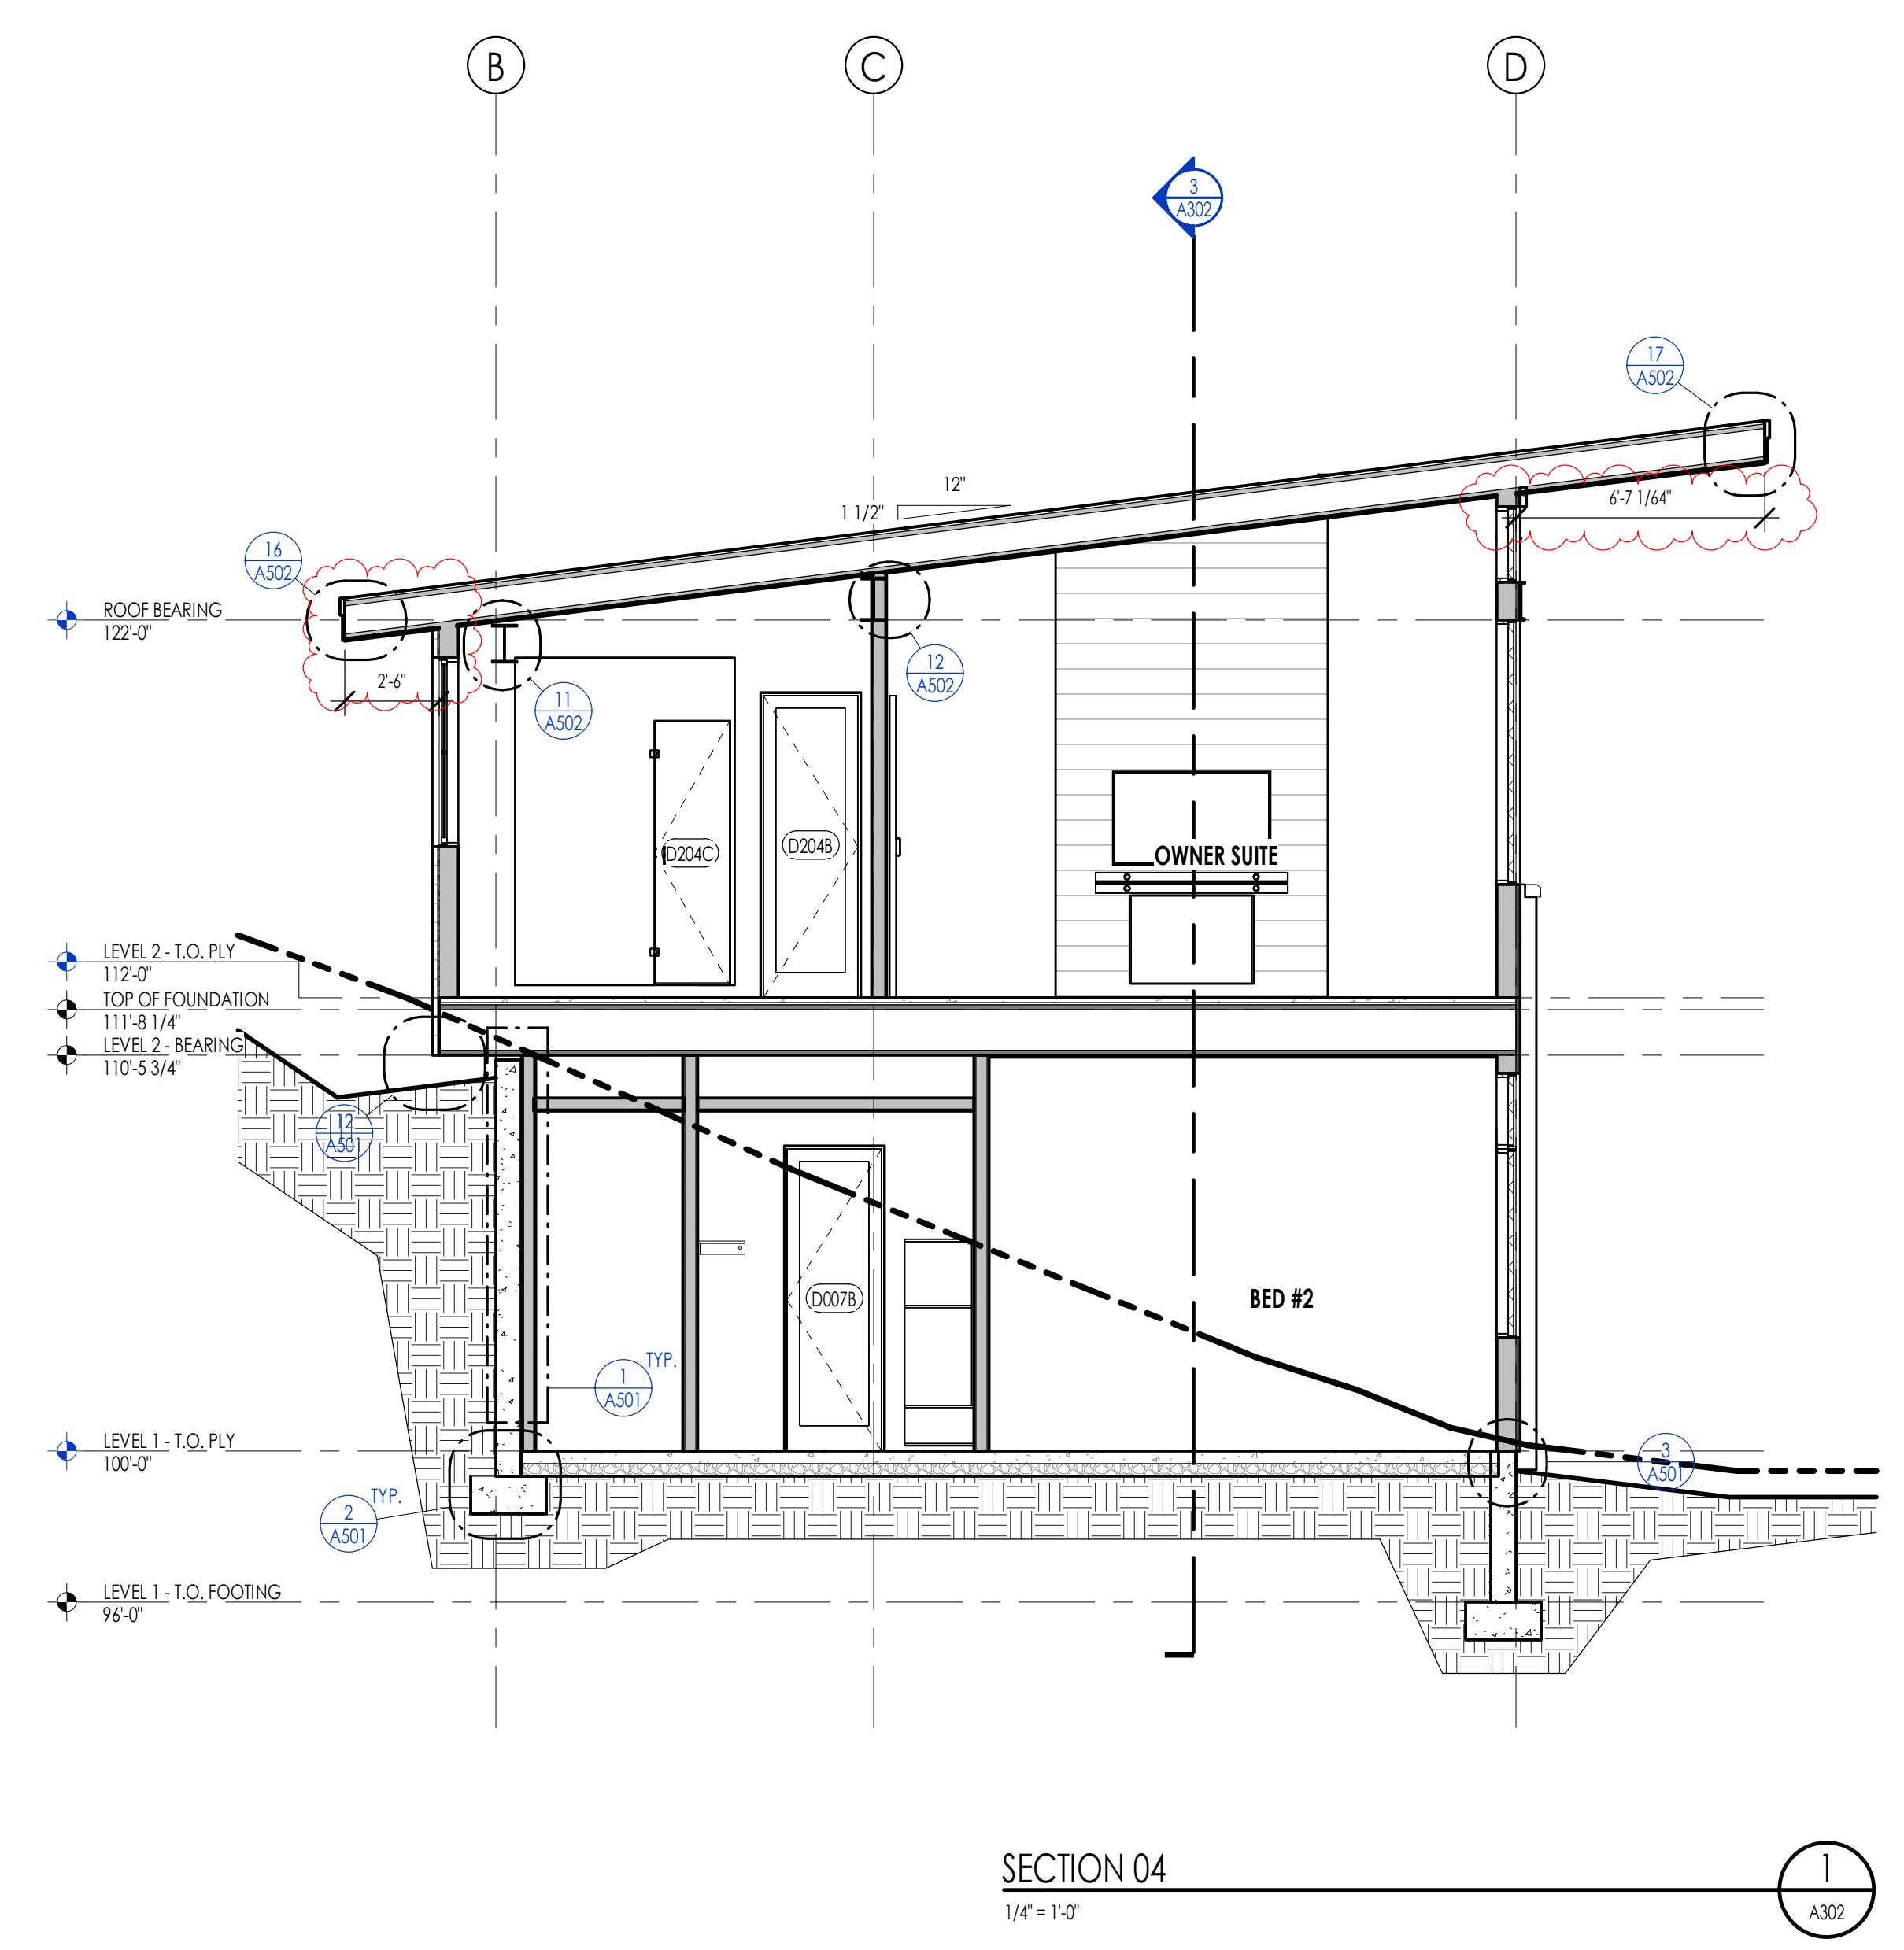 B
C
D
3
A302
17
A502
12"
1 1/2"
6'-7 1/64"
16
A502
ROOF BEARING
122'-0"
2'-6"
12
A502
11
A502
D204C
D204B
OWNER SUITE
LEVEL 2 - T.O. PLY
112'-0"
TOP OF FOUNDATION
111'-8 1/4"
LEVEL 2 - BEARING
110'-5 3/4"
12
A501
D007B
BED #2
TYP.
1
A501
LEVEL 1 - T.O. PLY
100'-0"
3
A501
TYP.
2
A501
LEVEL 1 - T.O. FOOTING
96'-0"
SECTION 04
1/4" = 1'-0"
1
A302